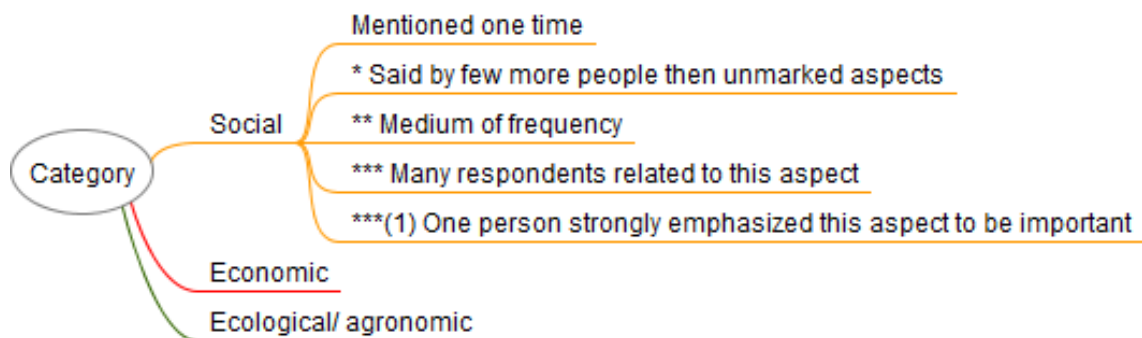 Mentioned one time
* Said by few more people then unmarked aspects
Social
** Medium of frequency
Category
*** Many respondents related to this aspect
***(1) One person strongly emphasized this aspect to be important
Economic
Ecological/ agronomic